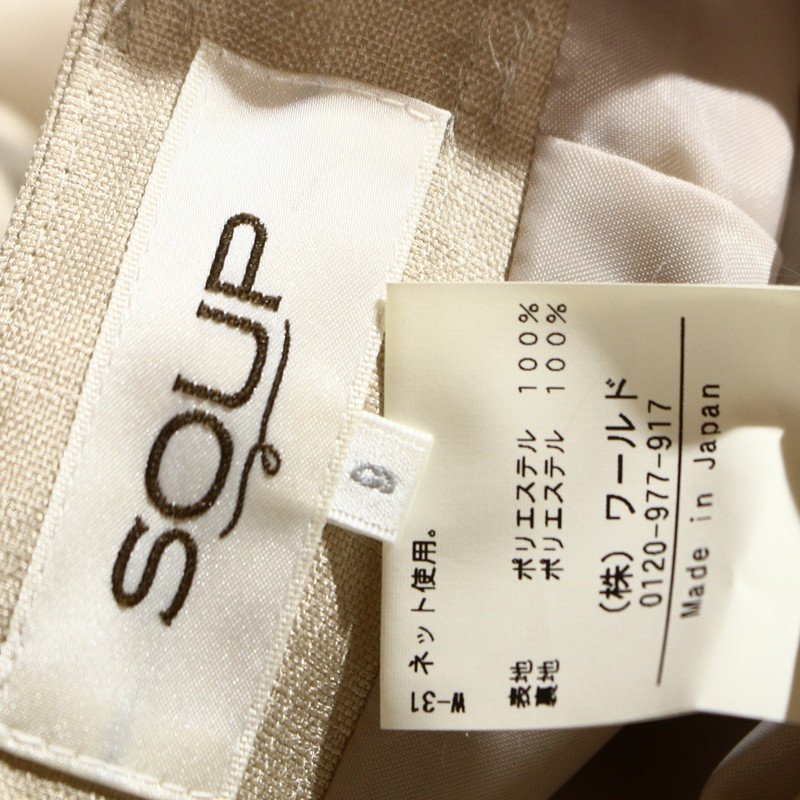 SOUP
9
W-31
ネット使用。
表地 ポリエステル 100%
裏地 ポリエステル 100%
(株) ワールド
0120-977-917
Made in Japan